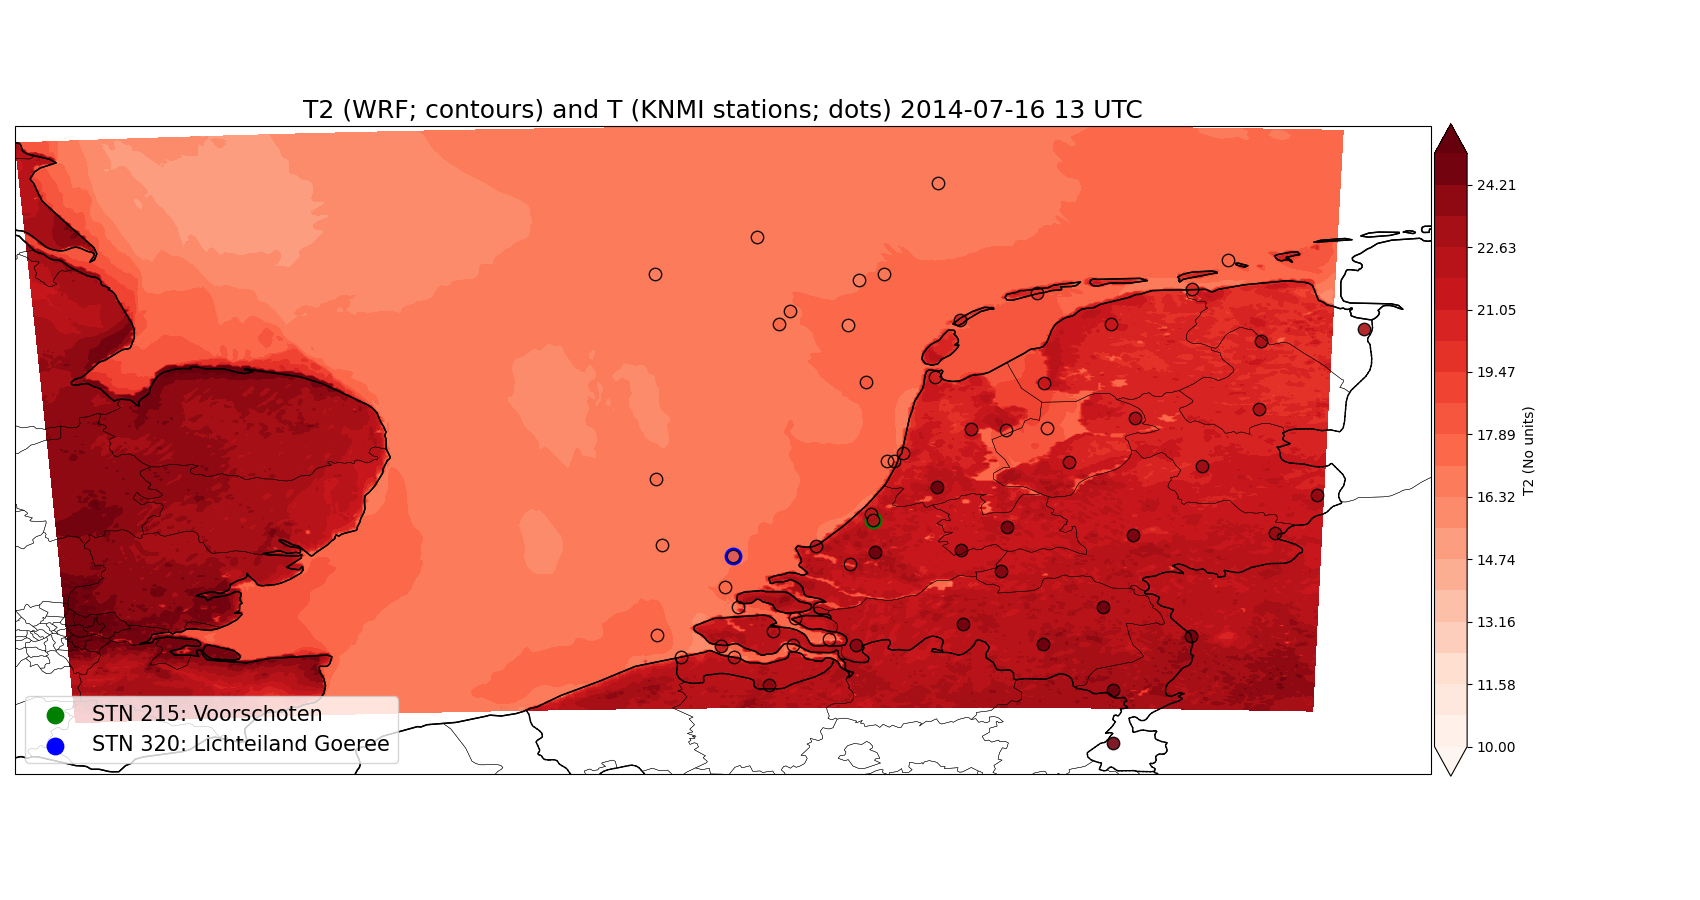 T2 (WRF; contours) and T (KNMI stations; dots) 2014-07-16 13 UTC
24.21
22.63
21.05
19.47
17.89
16.32
14.74
13.16
11.58
10.00
T2 (No units)
STN 215: Voorschoten
STN 320: Lichteiland Goeree